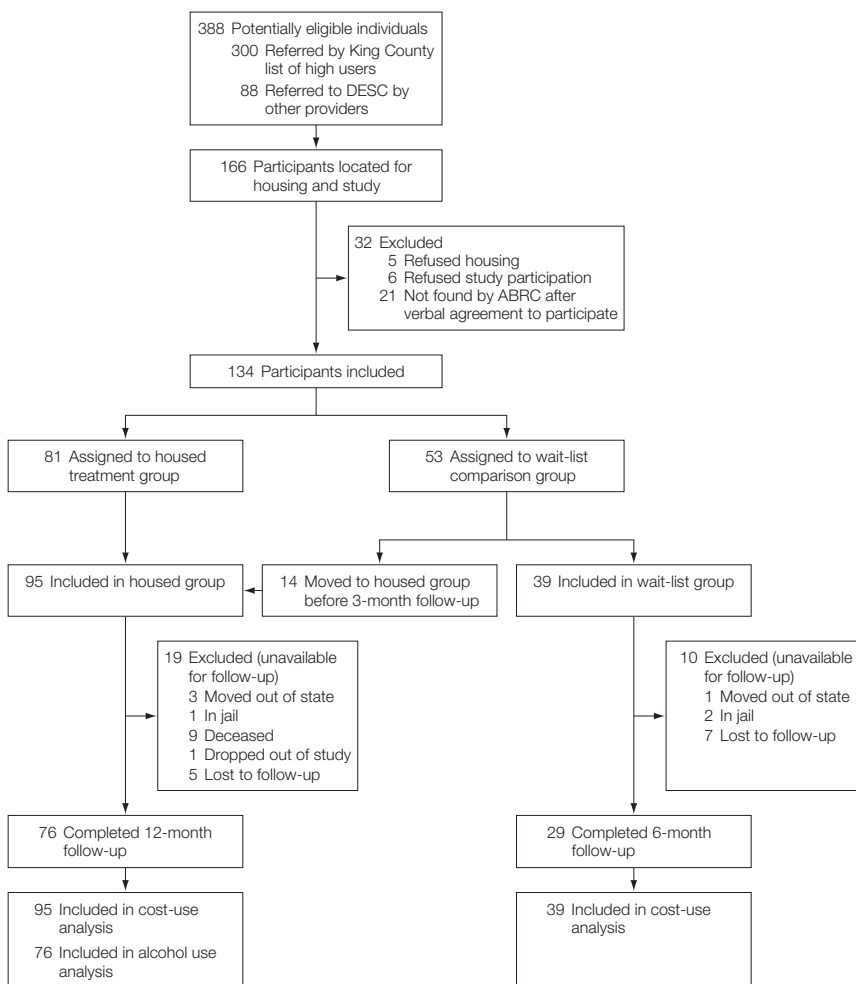 388 Potentially eligible individuals
300 Referred by King County
list of high users
88 Referred to DESC by
other providers
166 Participants located for
housing and study
32 Excluded
5 Refused housing
6 Refused study participation
21 Not found by ABRC after
verbal agreement to participate
134 Participants included
81 Assigned to housed
treatment group
53 Assigned to wait-list
comparison group
95 Included in housed group
14 Moved to housed group
before 3-month follow-up
39 Included in wait-list group
19 Excluded (unavailable
for follow-up)
3 Moved out of state
1 In jail
9 Deceased
1 Dropped out of study
5 Lost to follow-up
10 Excluded (unavailable
for follow-up)
1 Moved out of state
2 In jail
7 Lost to follow-up
76 Completed 12-month
follow-up
29 Completed 6-month
follow-up
95 Included in cost-use
analysis
76 Included in alcohol use
analysis
39 Included in cost-use
analysis